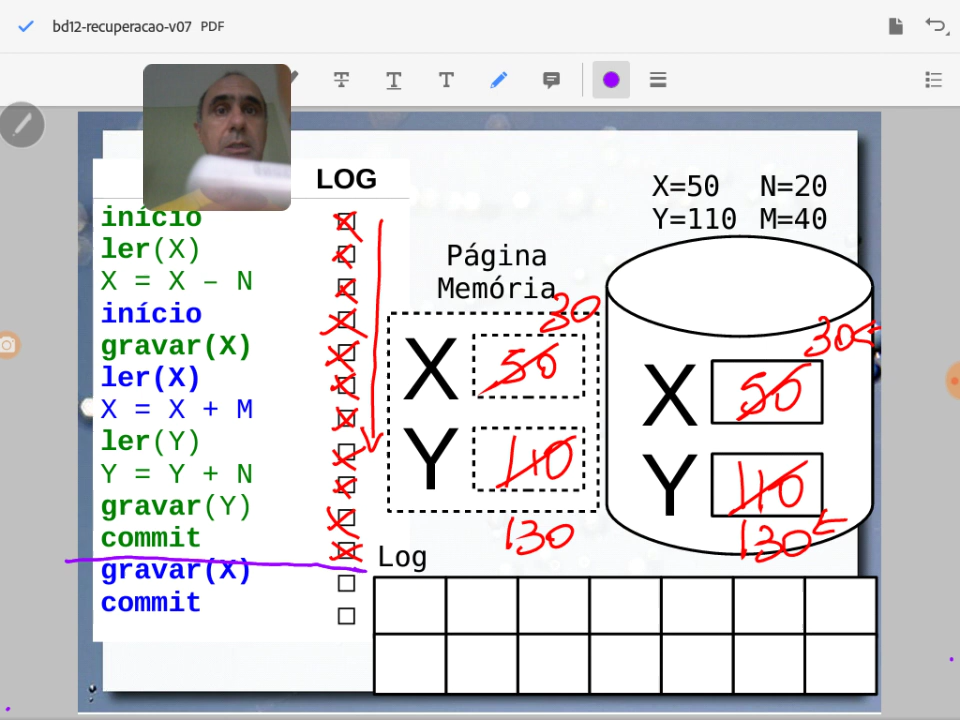 bd12-recuperacao-v07 PDF
T T T
LOG
início
ler(X)
X = X – N
início
gravar(X)
ler(X)
X = X + M
ler(Y)
Y = Y + N
gravar(Y)
commit
gravar(X)
commit
X=50 N=20
Y=110 M=40
Página
Memória
30
X 50
Y 110
130
30
X 50
Y 110
130
Log